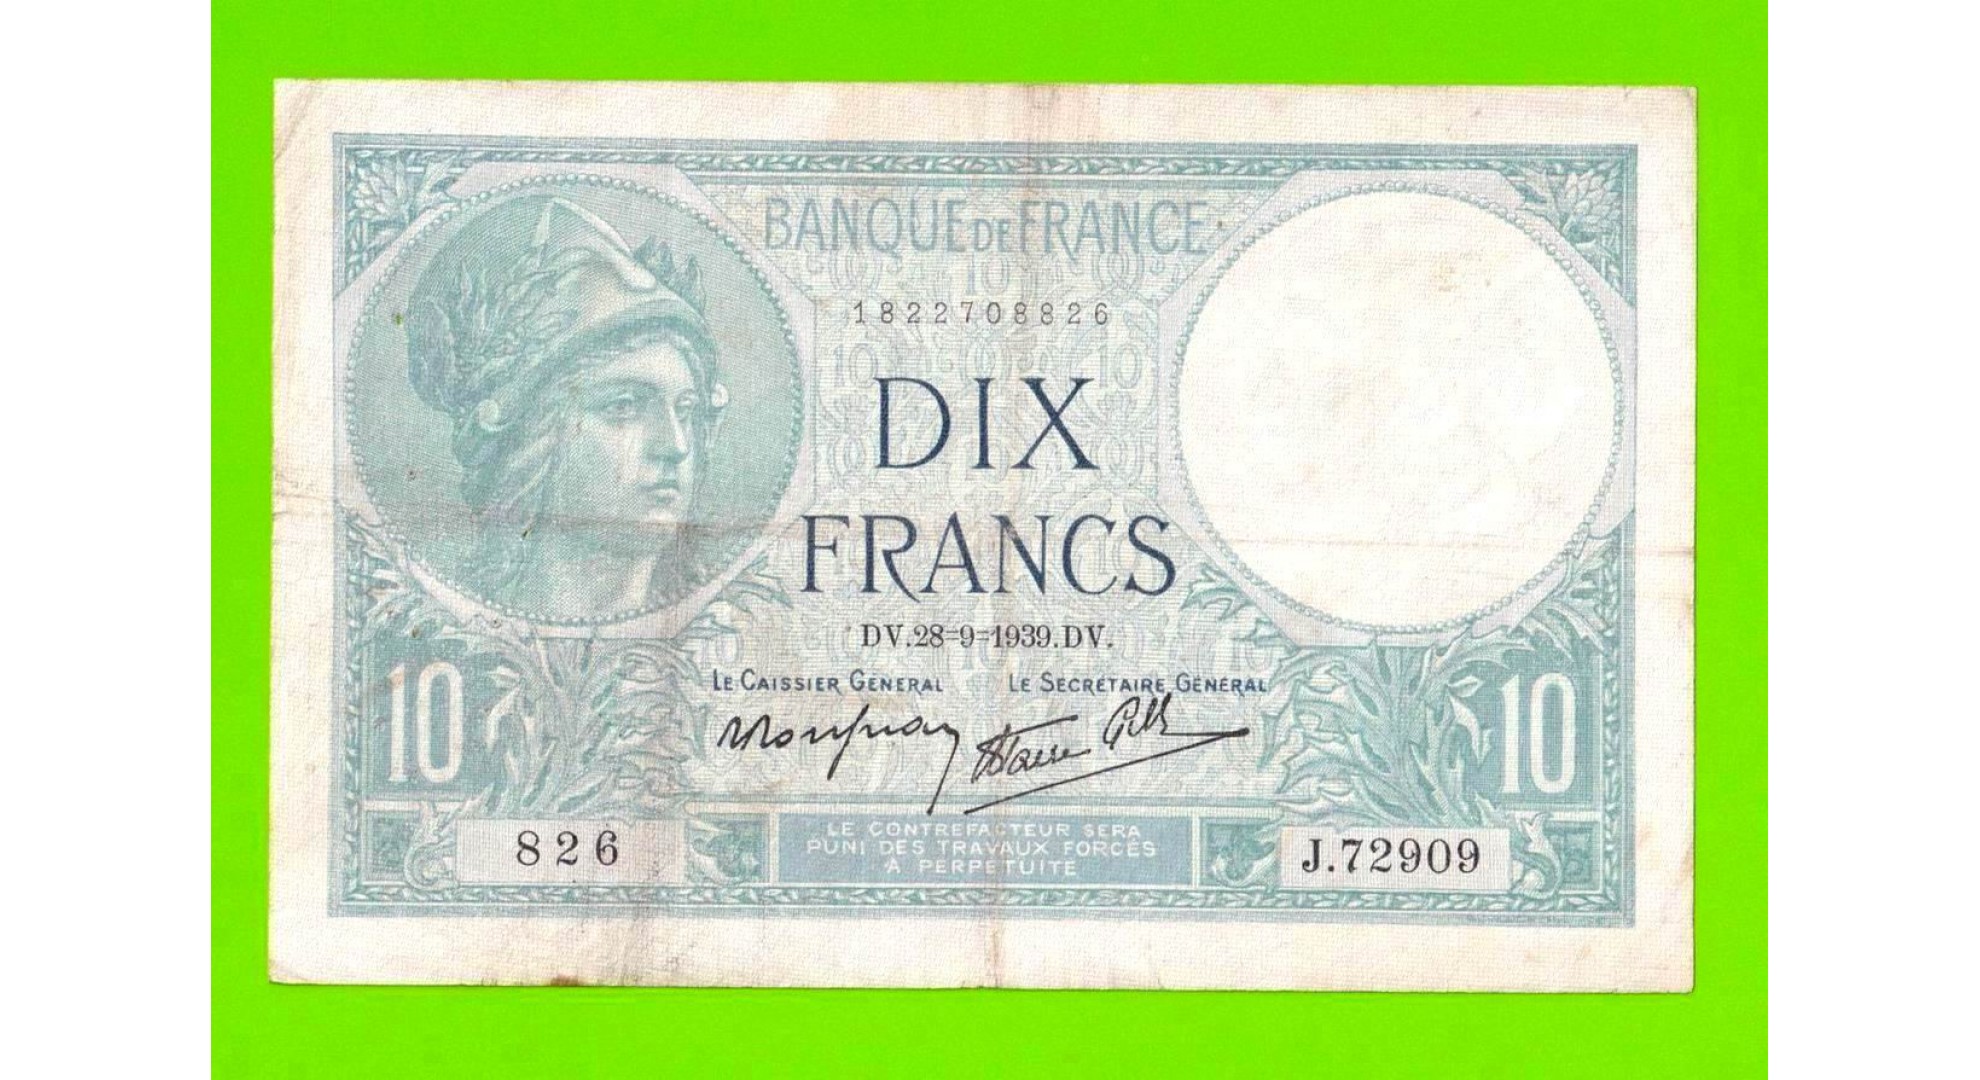 BANQUE DE FRANCE
1822708826
DIX
FRANCS
DV.28=9=1939.DV.
LE CAISSIER GÉNÉRAL LE SECRÉTAIRE GÉNÉRAL
10 10
826 J.72909
LE CONTREFACTEUR SERA
PUNI DES TRAVAUX FORCÉS
À PERPÉTUITÉ